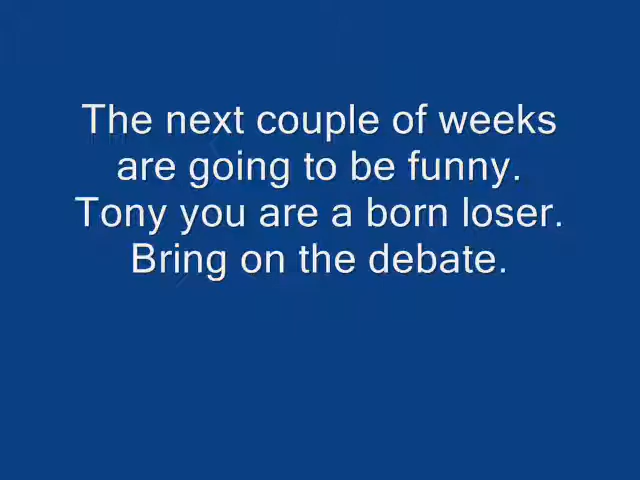 The next couple of weeks
are going to be funny.
Tony you are a born loser.
Bring on the debate.